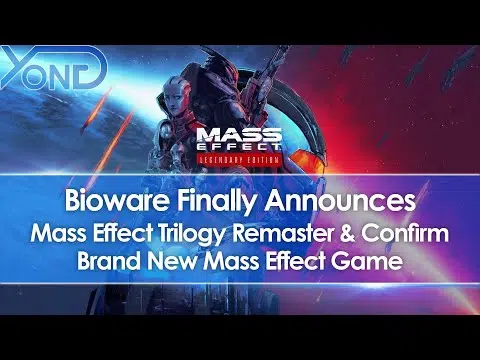 YOND
MASS
EFFECT
LEGENDARY EDITION
Bioware Finally Announces
Mass Effect Trilogy Remaster & Confirm
Brand New Mass Effect Game